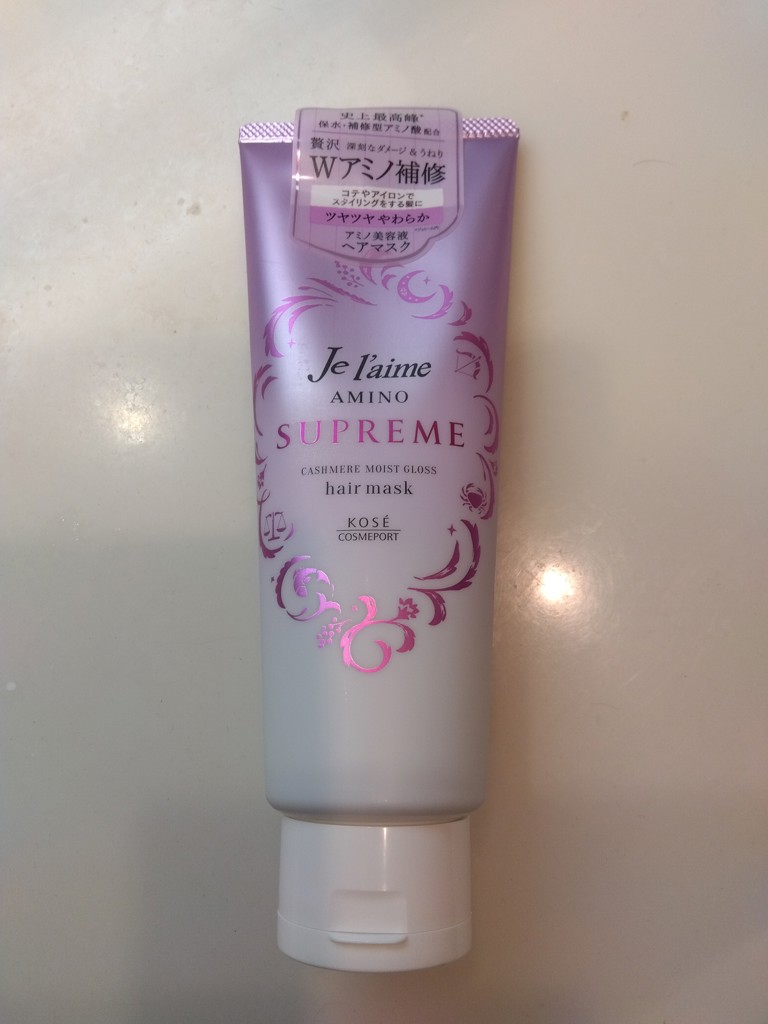 史上最高峰*
保水・補修型アミノ酸 配合
贅沢 深刻なダメージ&うねり
Wアミノ補修
コテやアイロンで
スタイリングをする髪に
ツヤツヤ やわらか
アミノ美容液
ヘアマスク
Je l'aime
AMINO
SUPREME
CASHMERE MOIST GLOSS
hair mask
KOSÉ
COSMEPORT